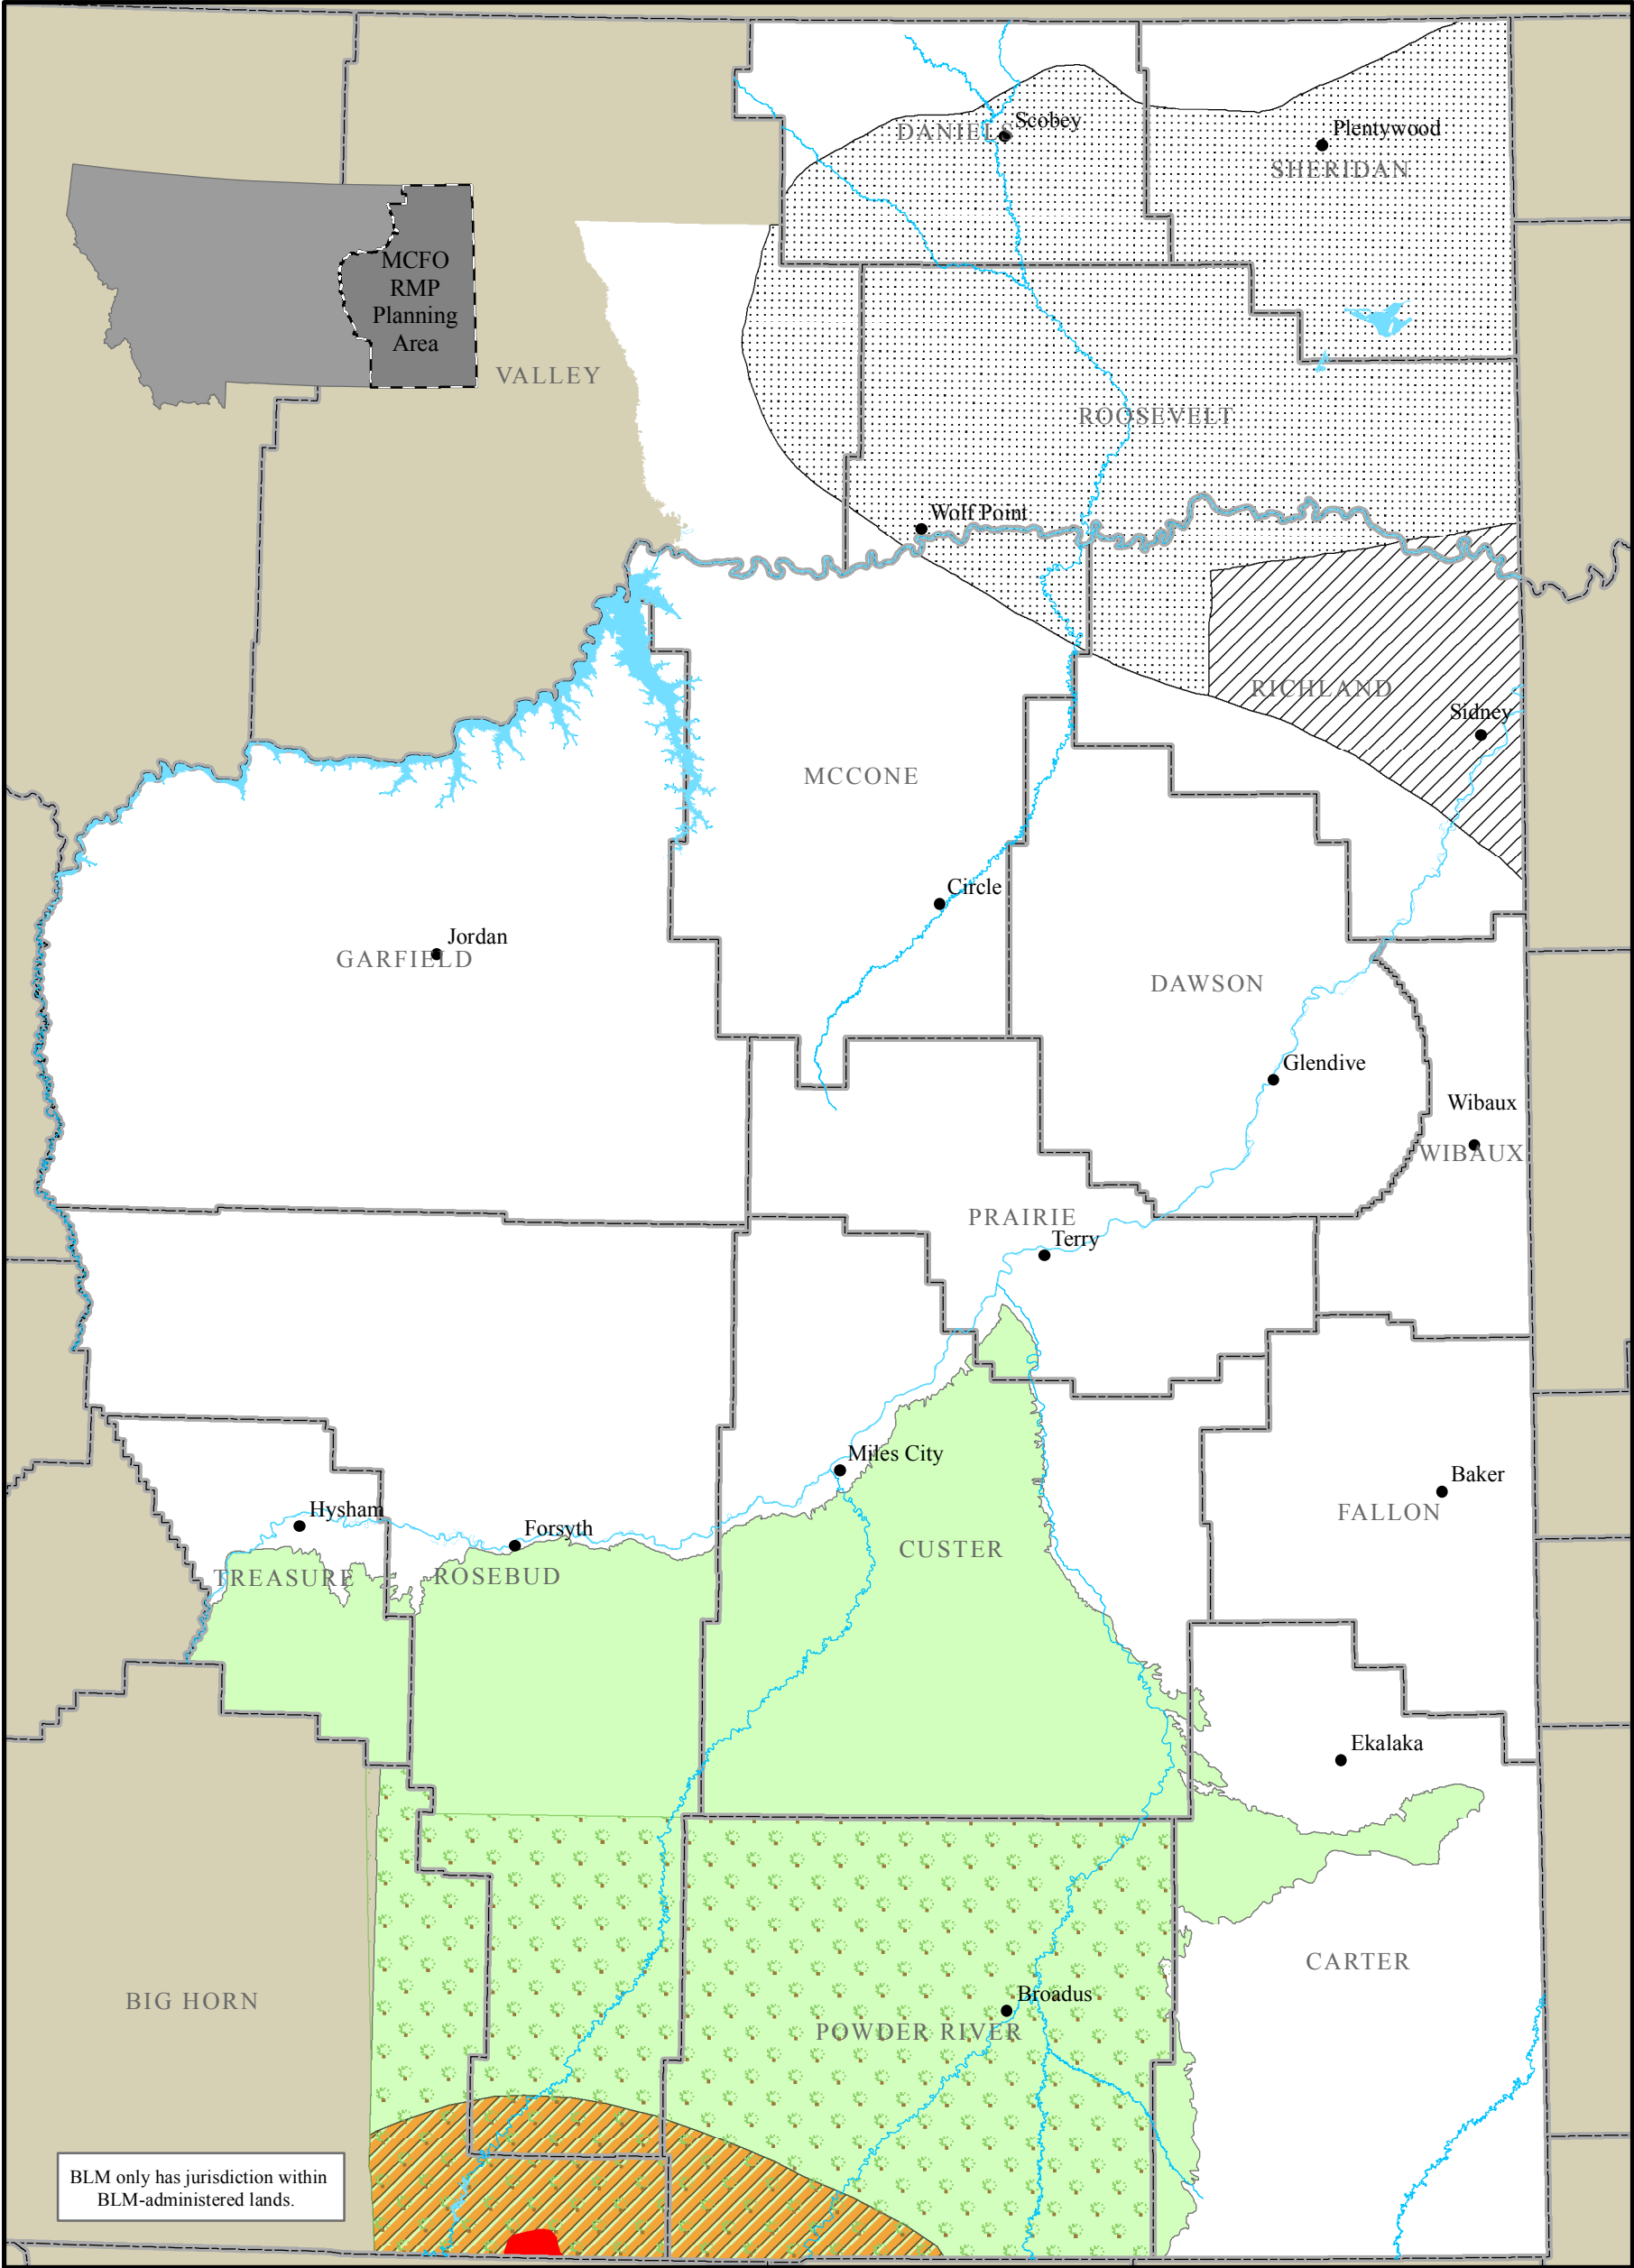 Scobey
DANIELS
Plentywood
SHERIDAN
MCFO
RMP
Planning
Area
VALLEY
ROOSEVELT
Wolf Point
RICHLAND
Sidney
MCCONE
Circle
Jordan
GARFIELD
DAWSON
Glendive
Wibaux
WIBAUX
PRAIRIE
Terry
Miles City
Baker
Hysham
FALLON
Forsyth
CUSTER
TREASURE
ROSEBUD
Ekalaka
CARTER
BIG HORN
Broadus
POWDER RIVER
BLM only has jurisdiction within
BLM-administered lands.